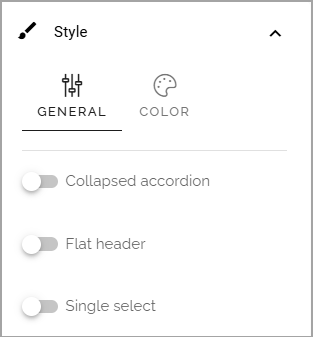 Style
GENERAL COLOR
Collapsed accordion
Flat header
Single select